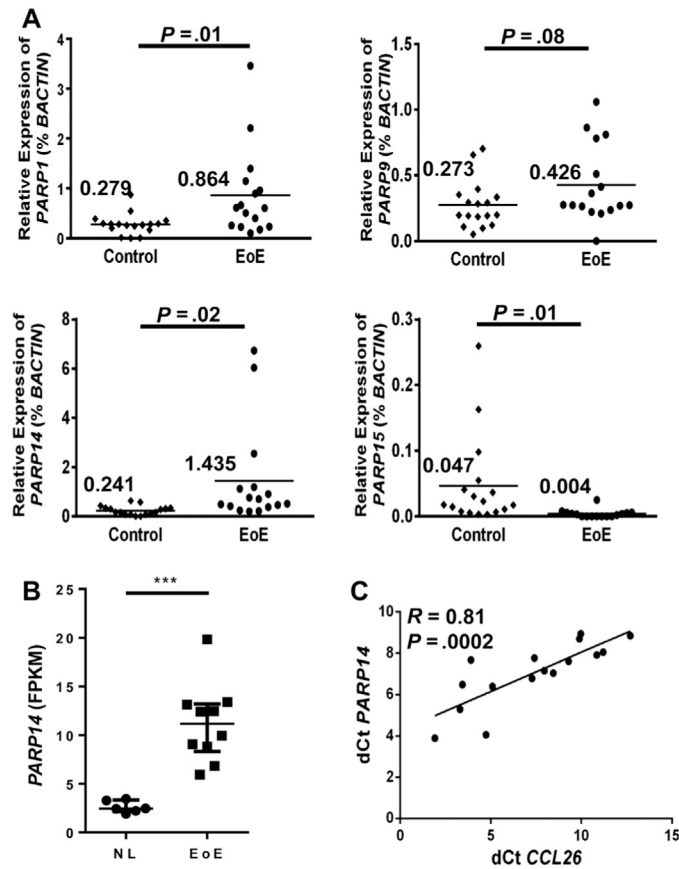 A
P = .01
Relative Expression of
PARP1 (% BACTIN)
4
3
2
1
0
0.279
0.864
Control
EoE
P = .08
Relative Expression of
PARP9 (% BACTIN)
1.5
1.0
0.5
0.0
0.273
0.426
Control
EoE
P = .02
Relative Expression of
PARP14 (% BACTIN)
8
6
4
2
0
0.241
1.435
Control
EoE
P = .01
Relative Expression of
PARP15 (% BACTIN)
0.3
0.2
0.1
0.0
0.047
0.004
Control
EoE
B
***
PARP14 (FPKM)
25
20
15
10
5
0
NL
EoE
C
R = 0.81
P = .0002
dCt PARP14
10
8
6
4
2
0
0
5
10
15
dCt CCL26